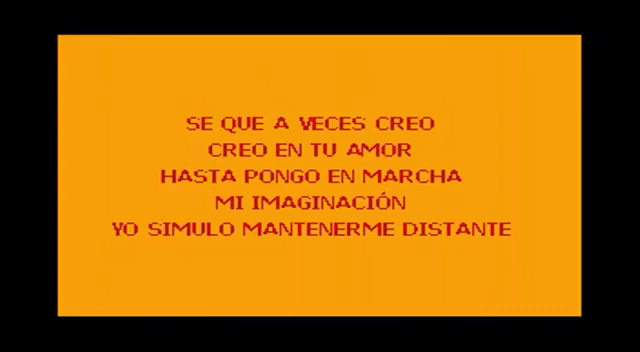 SE QUE A VECES CREO
CREO EN TU AMOR
HASTA PONGO EN MARCHA
MI IMAGINACIÓN
YO SIMULO MANTENERME DISTANTE